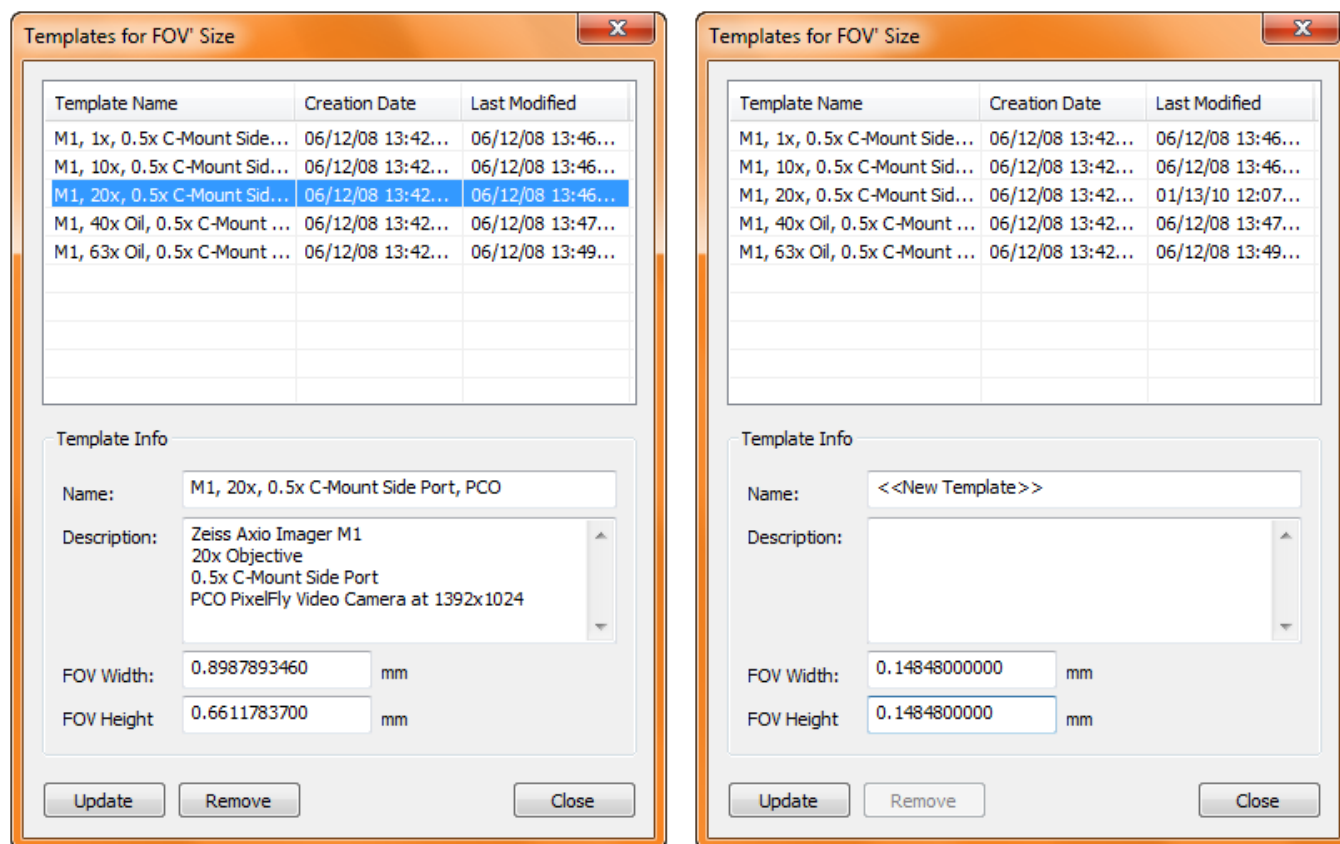 Templates for FOV' Size
Template Name Creation Date Last Modified
M1, 1x, 0.5x C-Mount Side... 06/12/08 13:42... 06/12/08 13:46...
M1, 10x, 0.5x C-Mount Sid... 06/12/08 13:42... 06/12/08 13:46...
M1, 20x, 0.5x C-Mount Sid... 06/12/08 13:42... 06/12/08 13:46...
M1, 40x Oil, 0.5x C-Mount ... 06/12/08 13:42... 06/12/08 13:47...
M1, 63x Oil, 0.5x C-Mount ... 06/12/08 13:42... 06/12/08 13:49...
Template Info
Name: M1, 20x, 0.5x C-Mount Side Port, PCO
Description: Zeiss Axio Imager M1
20x Objective
0.5x C-Mount Side Port
PCO PixelFly Video Camera at 1392x1024
FOV Width: 0.8987893460 mm
FOV Height 0.6611783700 mm
Update Remove Close
Templates for FOV' Size
Template Name Creation Date Last Modified
M1, 1x, 0.5x C-Mount Side... 06/12/08 13:42... 06/12/08 13:46...
M1, 10x, 0.5x C-Mount Sid... 06/12/08 13:42... 06/12/08 13:46...
M1, 20x, 0.5x C-Mount Sid... 06/12/08 13:42... 01/13/10 12:07...
M1, 40x Oil, 0.5x C-Mount ... 06/12/08 13:42... 06/12/08 13:47...
M1, 63x Oil, 0.5x C-Mount ... 06/12/08 13:42... 06/12/08 13:49...
Template Info
Name: <<New Template>>
Description:
FOV Width: 0.14848000000 mm
FOV Height 0.1484800000 mm
Update Remove Close